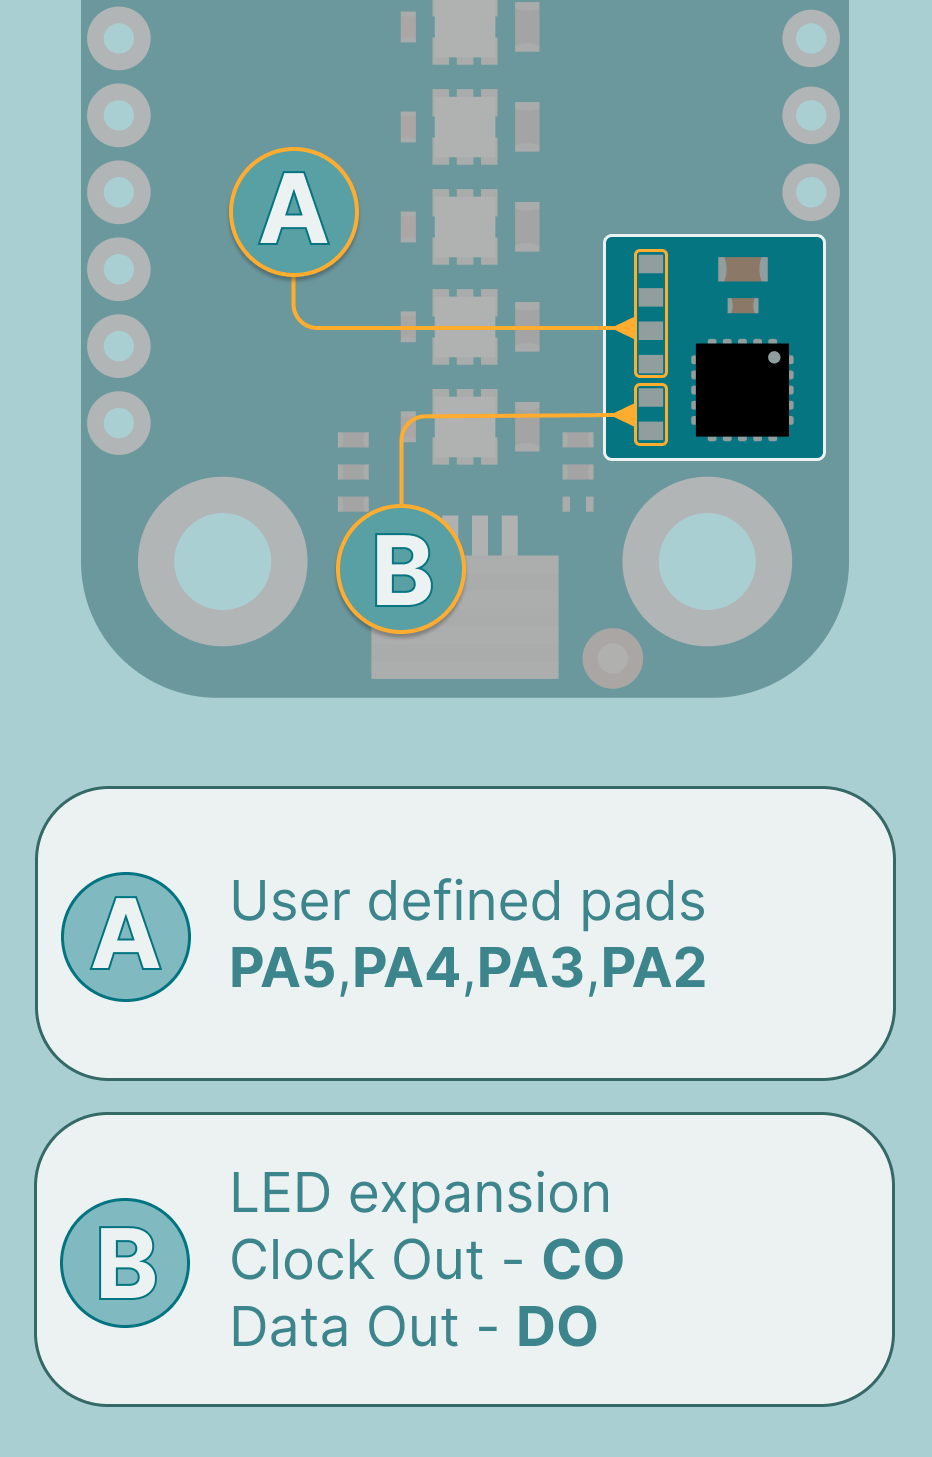 A
B
A
User defined pads
PA5,PA4,PA3,PA2
B
LED expansion
Clock Out - CO
Data Out - DO